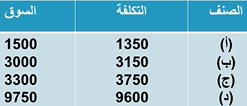 الصنف التكلفة السوق
(أ) 1350 1500
(ب) 3150 3000
(ج) 3750 3300
(د) 9600 9750